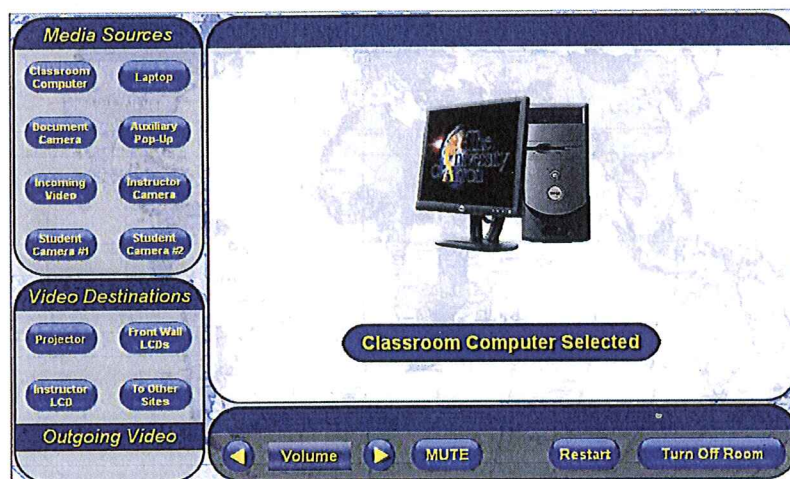 Media Sources
Classroom
Computer
Laptop
Document
Camera
Auxiliary
Pop-Up
Incoming
Video
Instructor
Camera
Student
Camera #1
Student
Camera #2
Video Destinations
Projector
Front Wall
LCDs
Instructor
LCD
To Other
Sites
Outgoing Video
The
University
Classroom Computer Selected
Volume
MUTE
Restart
Turn Off Room